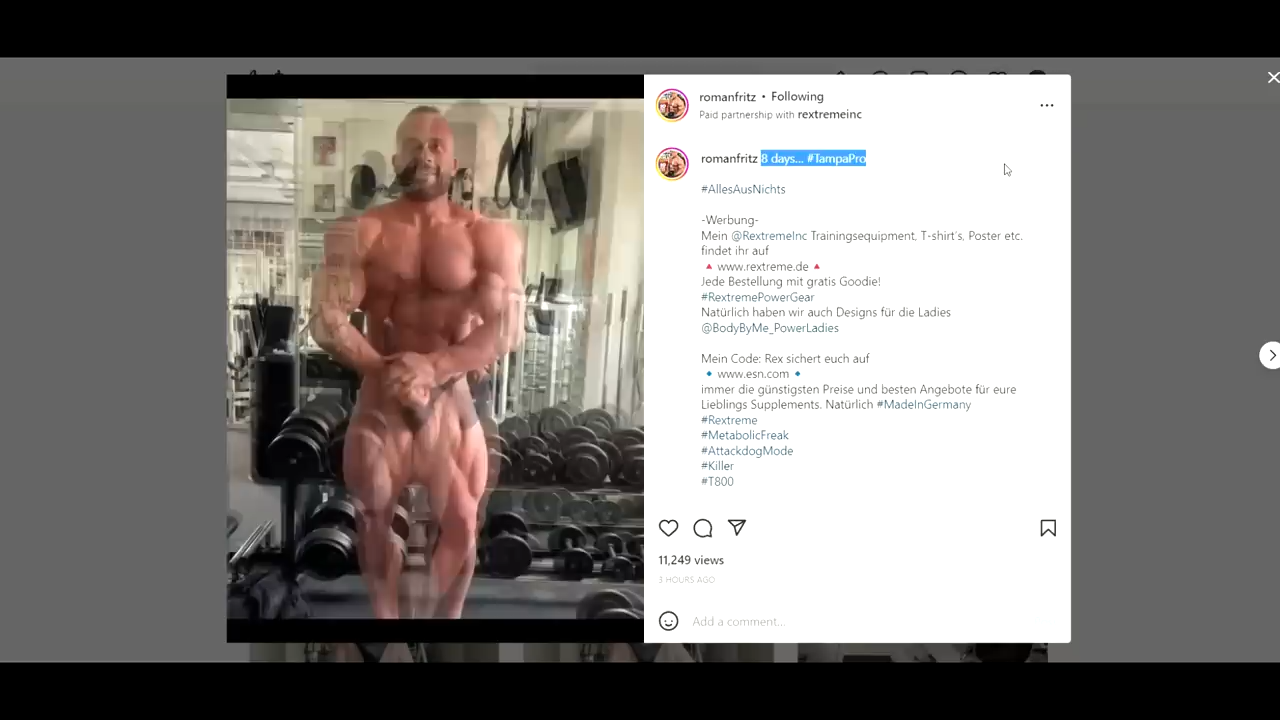 romanfritz • Following
Paid partnership with rextremeinc
romanfritz 8 days... #TampaPro
#AllesAusNichts
-Werbung-
Mein @RextremeInc Trainingsequipment, T-shirt's, Poster etc.
findet ihr auf
🔺 www.rextreme.de 🔺
Jede Bestellung mit gratis Goodie!
#RextremePowerGear
Natürlich haben wir auch Designs für die Ladies
@BodyByMe_PowerLadies
Mein Code: Rex sichert euch auf
🔹 www.esn.com 🔹
immer die günstigsten Preise und besten Angebote für eure
Lieblings Supplements. Natürlich #MadeInGermany
#Rextreme
#MetabolicFreak
#AttackdogMode
#Killer
#T800
11,249 views
3 HOURS AGO
Add a comment...